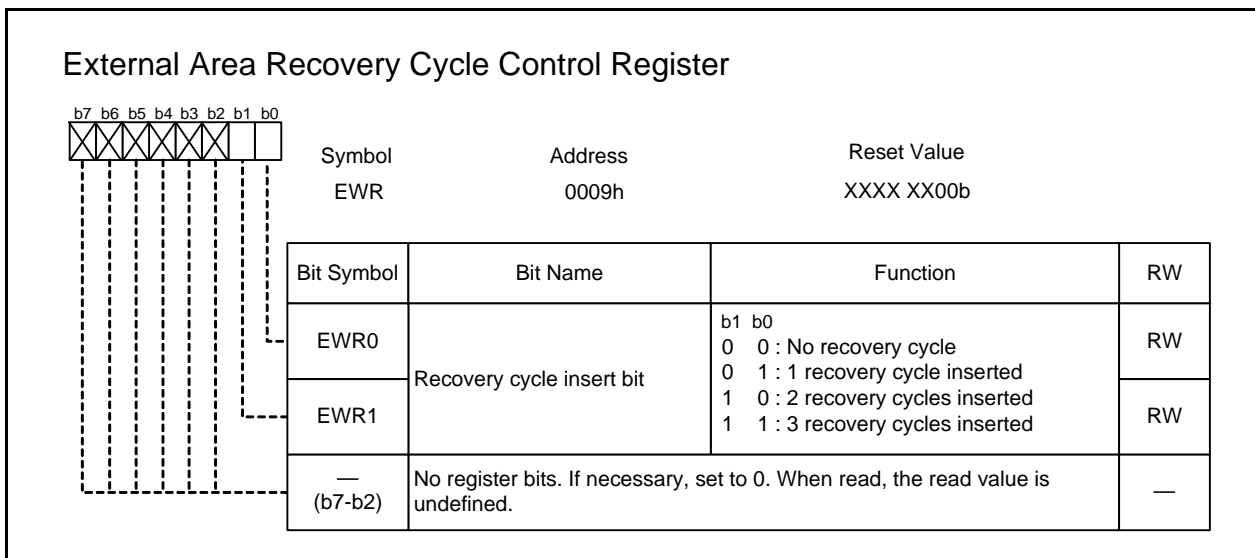 External Area Recovery Cycle Control Register
b7 b6 b5 b4 b3 b2 b1 b0
Symbol Address Reset Value
EWR 0009h XXXX XX00b
Bit Symbol Bit Name Function RW
EWR0 Recovery cycle insert bit b1 b0
0 0 : No recovery cycle
0 1 : 1 recovery cycle inserted
1 0 : 2 recovery cycles inserted
1 1 : 3 recovery cycles inserted
RW
EWR1 RW
—
(b7-b2)
No register bits. If necessary, set to 0. When read, the read value is
undefined.
—